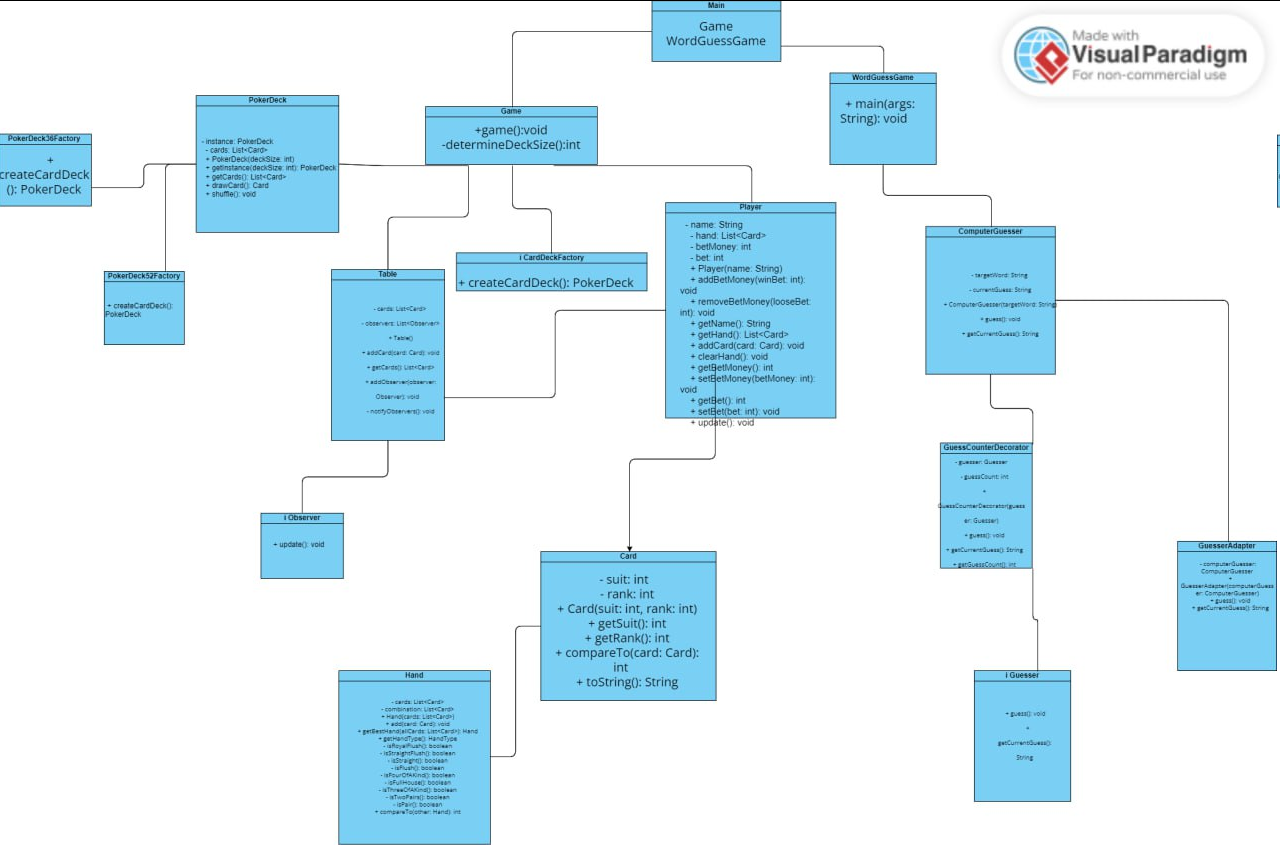 Main
Game
WordGuessGame
Made with
Visual Paradigm
For non-commercial use
WordGuessGame
+ main(args:
String): void
PokerDeck
- instance: PokerDeck
- cards: List<Card>
+ PokerDeck(deckSize: int)
+ getInstance(deckSize: int): PokerDeck
+ getCards(): List<Card>
+ drawCard(): Card
+ shuffle(): void
Game
+game():void
-determineDeckSize():int
PokerDeck36Factory
+
createCardDeck
(): PokerDeck
Player
- name: String
- hand: List<Card>
- betMoney: int
- bet: int
+ Player(name: String)
+ addBetMoney(winBet: int):
void
+ removeBetMoney(looseBet:
int): void
+ getName(): String
+ getHand(): List<Card>
+ addCard(card: Card): void
+ clearHand(): void
+ getBetMoney(): int
+ setBetMoney(betMoney: int):
void
+ getBet(): int
+ setBet(bet: int): void
+ update(): void
ComputerGuesser
- targetWord: String
- currentGuess: String
+ ComputerGuesser(targetWord: String)
+ guess(): void
+ getCurrentGuess(): String
i CardDeckFactory
+ createCardDeck(): PokerDeck
PokerDeck52Factory
+ createCardDeck():
PokerDeck
Table
- cards: List<Card>
- observers: List<Observer>
+ Table()
+ addCard(card: Card): void
+ getCards(): List<Card>
+ addObserver(observer:
Observer): void
- notifyObservers(): void
GuessCounterDecorator
- guesser: Guesser
- guessCount: int
+
GuessCounterDecorator(guess
er: Guesser)
+ guess(): void
+ getCurrentGuess(): String
+ getGuessCount(): int
i Observer
+ update(): void
GuesserAdapter
- computerGuesser:
ComputerGuesser
+
GuesserAdapter(computerGuess
er: ComputerGuesser)
+ guess(): void
+ getCurrentGuess(): String
Card
- suit: int
- rank: int
+ Card(suit: int, rank: int)
+ getSuit(): int
+ getRank(): int
+ compareTo(card: Card):
int
+ toString(): String
Hand
- cards: List<Card>
- combination: List<Card>
+ Hand(cards: List<Card>)
+ add(card: Card): void
+ getBestHand(allCards: List<Card>): Hand
+ getHandType(): HandType
- isRoyalFlush(): boolean
- isStraightFlush(): boolean
- isStraight(): boolean
- isFlush(): boolean
- isFourOfAKind(): boolean
- isFullHouse(): boolean
- isThreeOfAKind(): boolean
- isTwoPairs(): boolean
- isPair(): boolean
+ compareTo(other: Hand): int
i Guesser
+ guess(): void
+
getCurrentGuess():
String